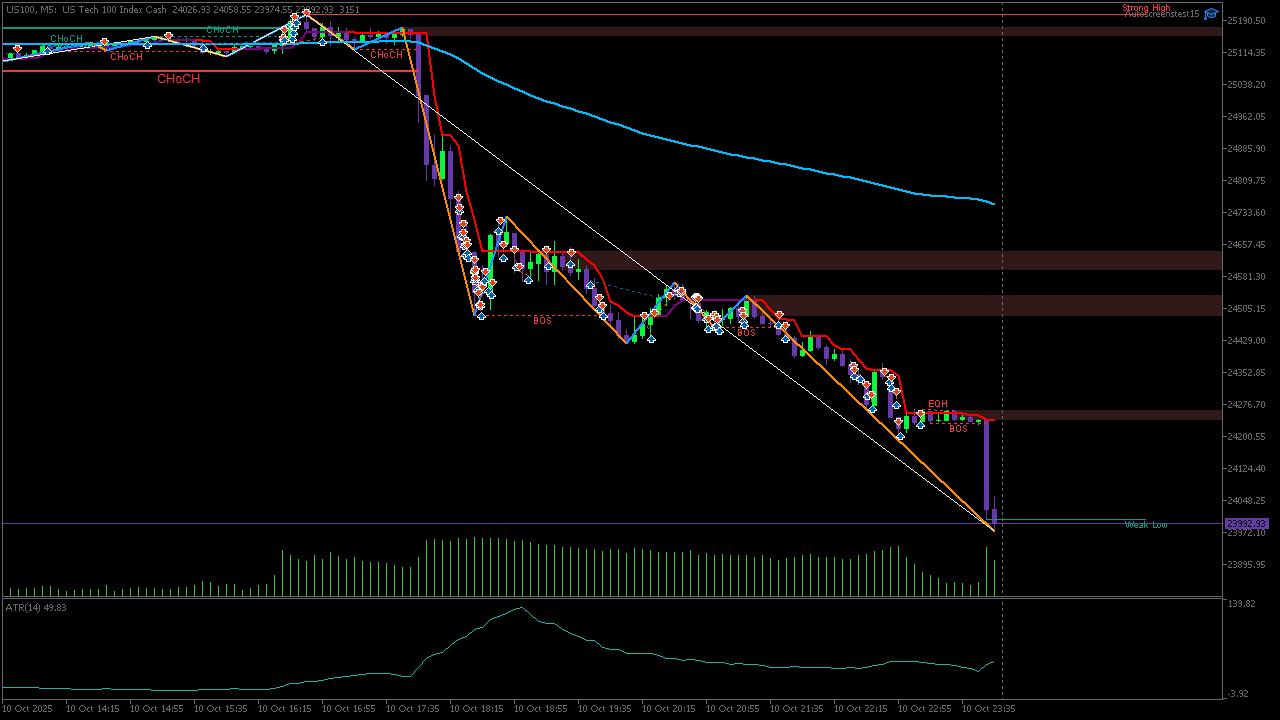 US100, M5:  US Tech 100 Index Cash  24026.93 24058.55 23974.55 23992.93  3151
Strong High
Autoscreenstest15
25190.50
CHoCH
CHoCH
CHoCH
CHoCH
25114.35
CHoCH
25038.20
24962.05
24885.90
24809.75
24733.60
24657.45
24581.30
24505.15
BOS
BOS
24429.00
24352.85
24276.70
EQH
BOS
24200.55
24124.40
24048.25
23992.93
Weak Low
23972.10
23895.95
ATR(14) 49.83
139.82
-3.92
10 Oct 2025
10 Oct 14:15
10 Oct 14:55
10 Oct 15:35
10 Oct 16:15
10 Oct 16:55
10 Oct 17:35
10 Oct 18:15
10 Oct 18:55
10 Oct 19:35
10 Oct 20:15
10 Oct 20:55
10 Oct 21:35
10 Oct 22:15
10 Oct 22:55
10 Oct 23:35